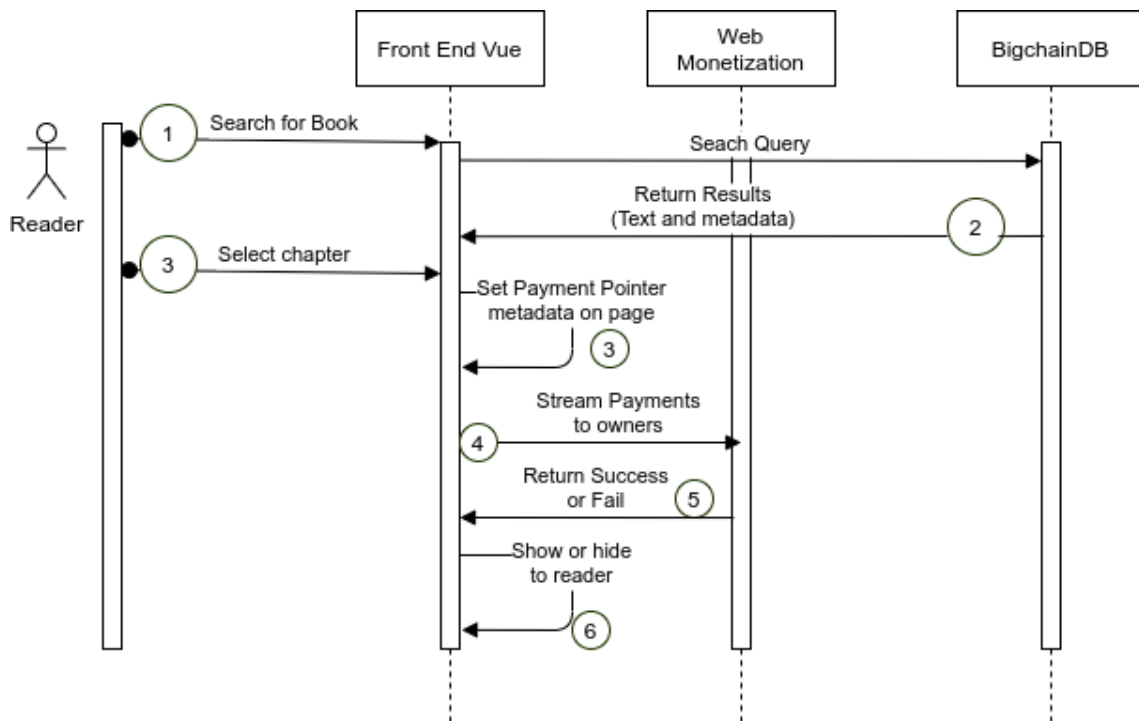 Front End Vue
Web
Monetization
BigchainDB
Reader
1
Search for Book
Seach Query
Return Results
(Text and metadata)
2
3
Select chapter
Set Payment Pointer
metadata on page
3
Stream Payments
to owners
4
Return Success
or Fail
5
Show or hide
to reader
6